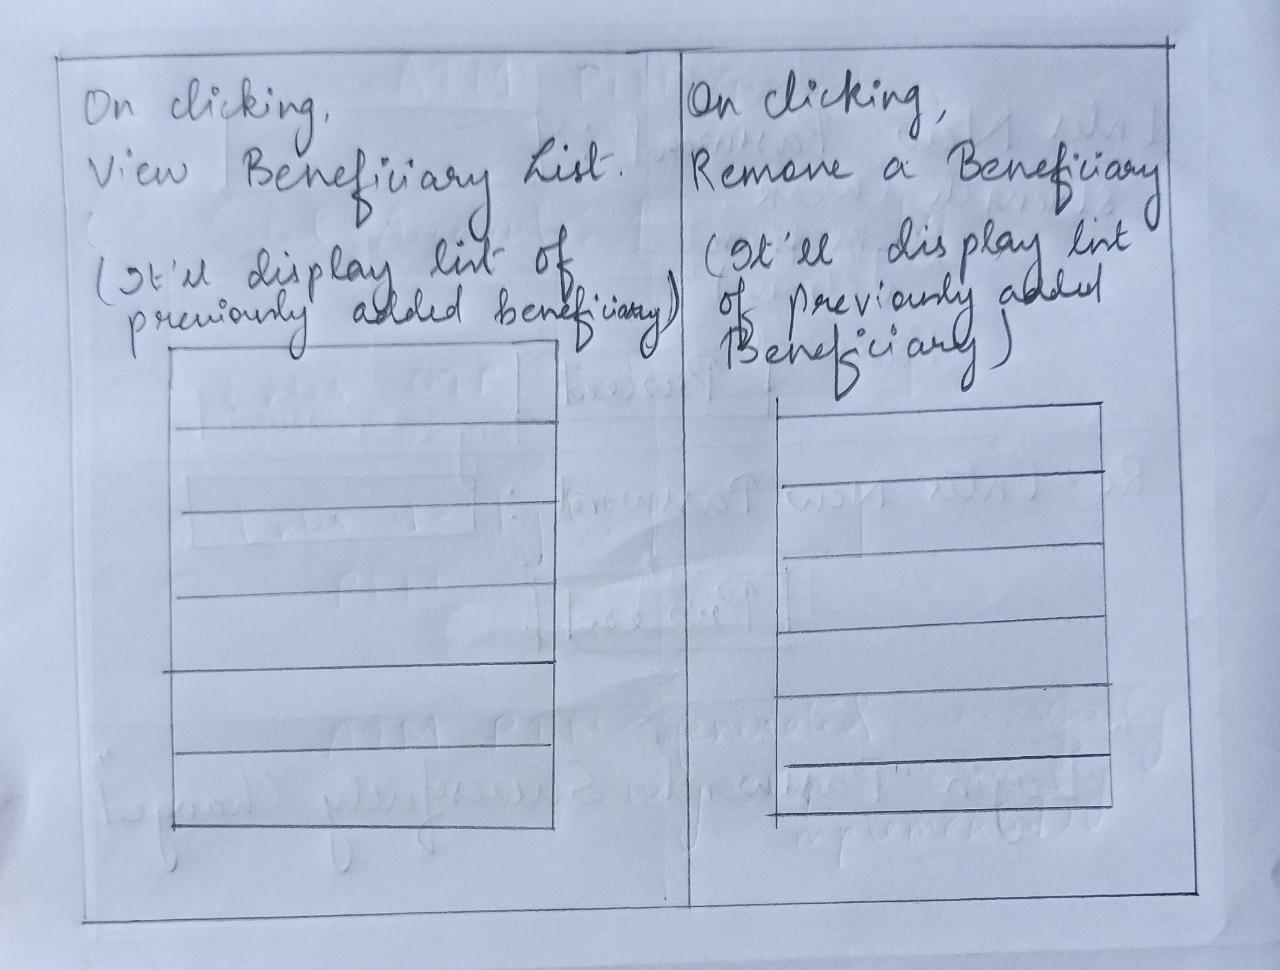 On clicking,
View Beneficiary List.
(It'll display list of
previously added beneficiary)
On clicking,
Remove a Beneficiary
(It'll display list
of previously added
Beneficiary)